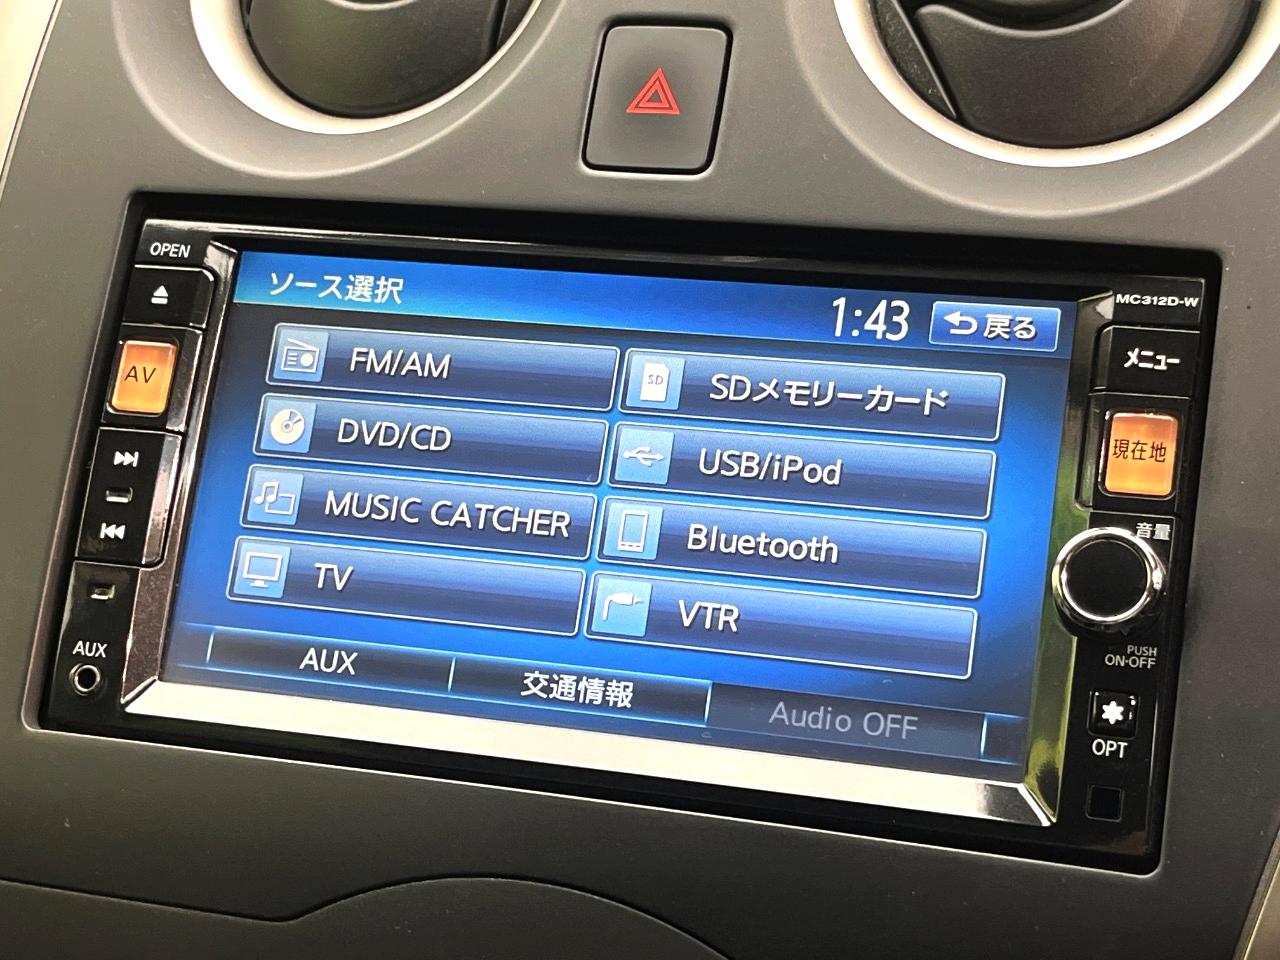 OPEN
MC312D-W
ソース選択
1:43
戻る
メニュー
AV
FM/AM
SD
SDメモリーカード
現在地
DVD/CD
USB/iPod
MUSIC CATCHER
Bluetooth
音量
TV
VTR
PUSH
ON·OFF
AUX
AUX
交通情報
Audio OFF
OPT